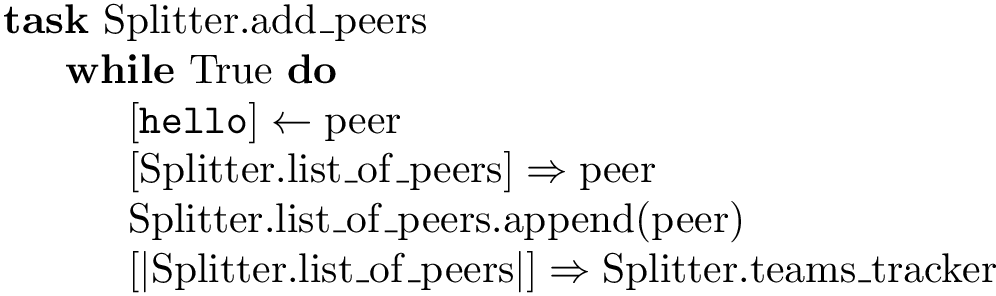 task Splitter.add_peers
while True do
[hello] ← peer
[Splitter.list_of_peers] ⇒ peer
Splitter.list_of_peers.append(peer)
[|Splitter.list_of_peers|] ⇒ Splitter.teams_tracker